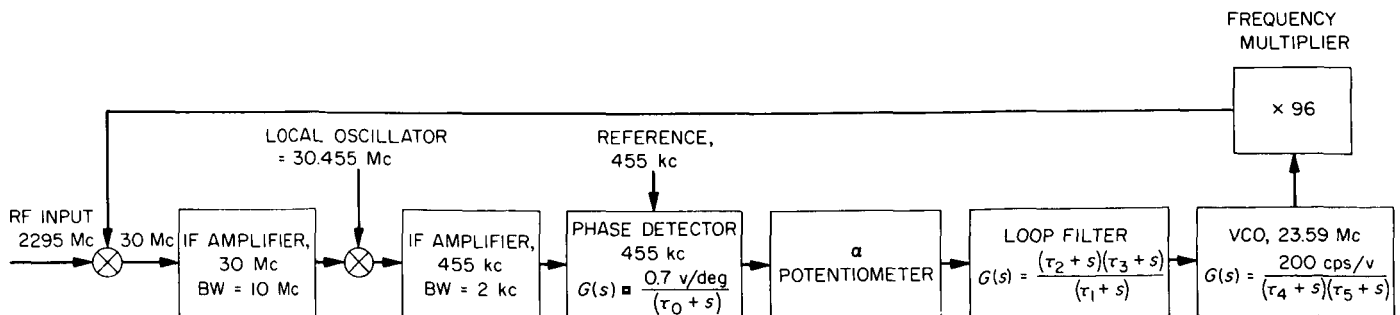 FREQUENCY
MULTIPLIER
× 96
LOCAL OSCILLATOR
= 30.455 Mc
REFERENCE,
455 kc
RF INPUT
2295 Mc
30 Mc
IF AMPLIFIER,
30 Mc
BW = 10 Mc
IF AMPLIFIER,
455 kc
BW = 2 kc
PHASE DETECTOR
455 kc
G(s) = 0.7 v/deg / (τ0 + s)
α
POTENTIOMETER
LOOP FILTER
G(s) = (τ2 + s)(τ3 + s) / (τ1 + s)
VCO, 23.59 Mc
G(s) = 200 cps/v / (τ4 + s)(τ5 + s)